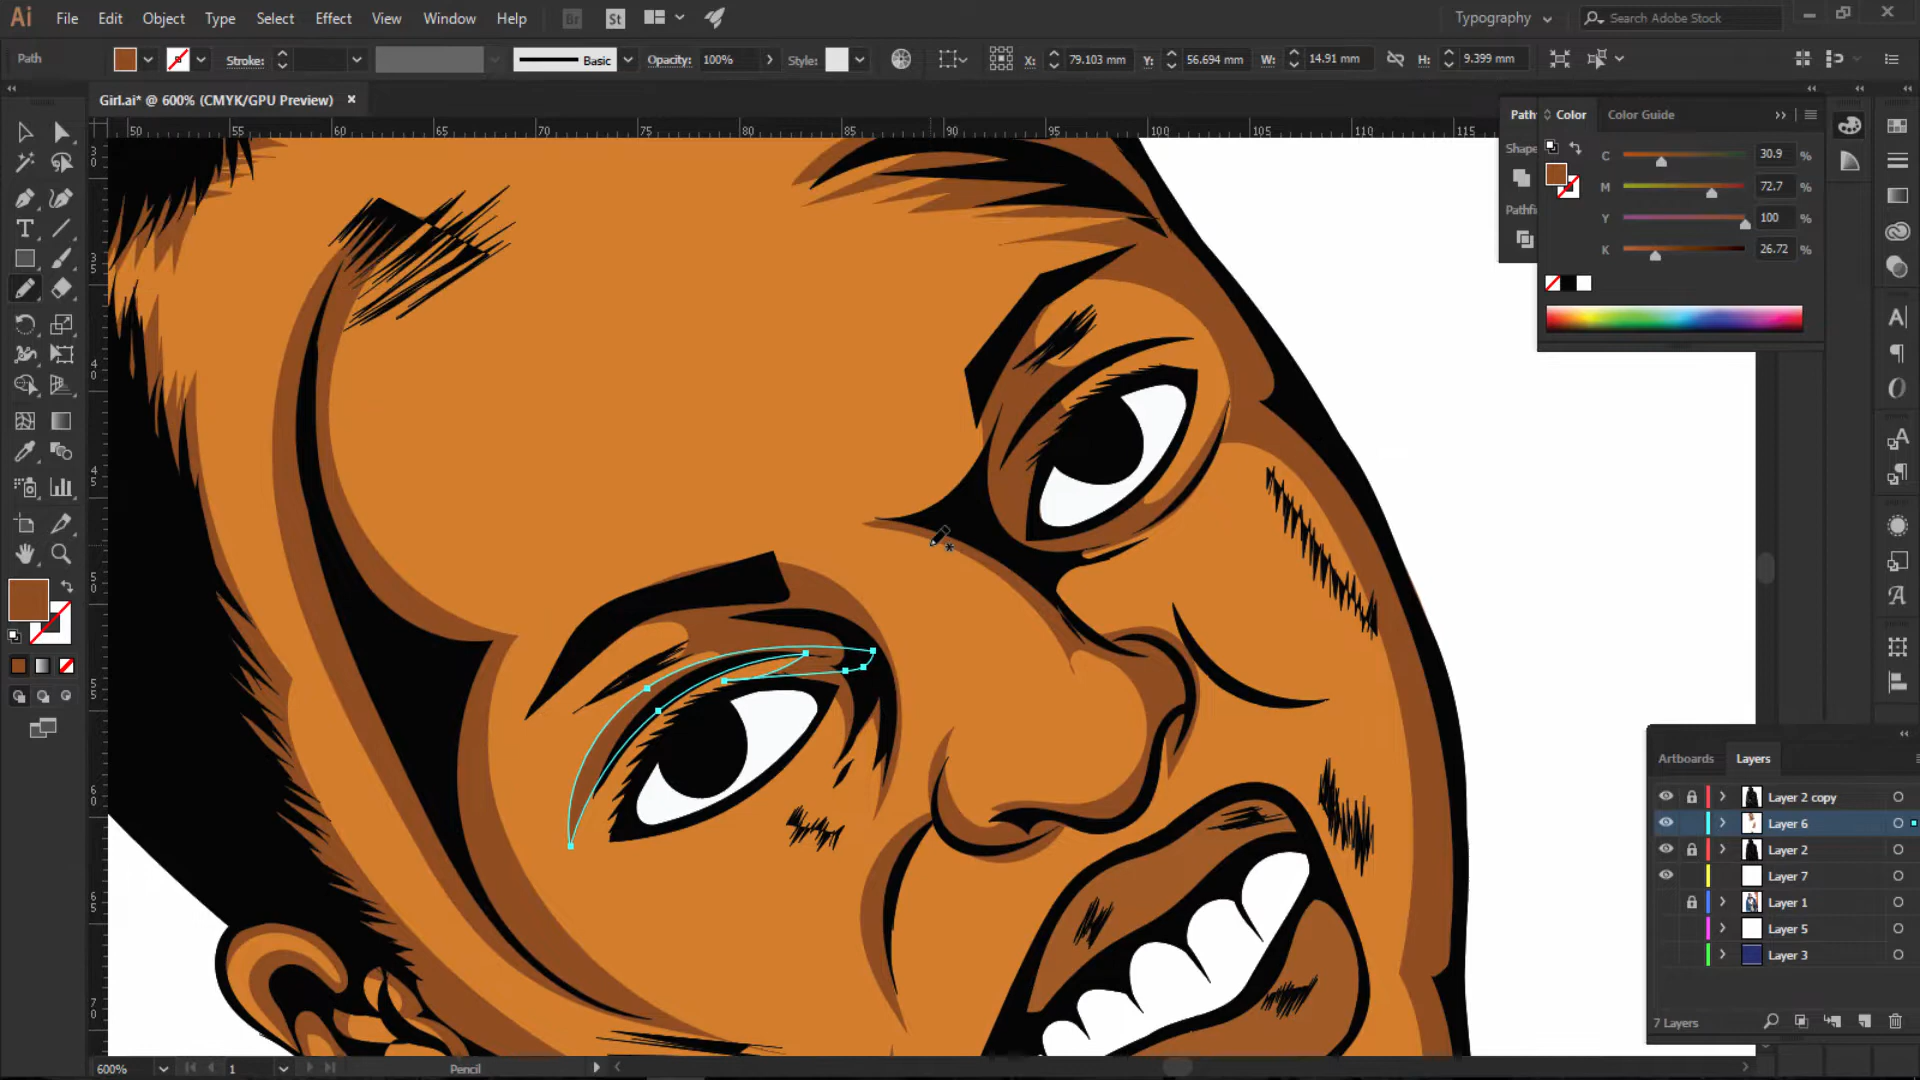 Ai File Edit Object Type Select Effect View Window Help Br St Typography Search Adobe Stock
Path Stroke: Basic Opacity: 100% Style: X: 79.103 mm Y: 56.694 mm W: 14.91 mm H: 9.399 mm
Girl.ai* @ 600% (CMYK/GPU Preview)
50 55 60 65 70 75 80 85 90 95 100 105 110 115
Path Color Color Guide
Shape
C 30.9 %
M 72.7 %
Pathfi
Y 100 %
K 26.72 %
Artboards Layers
Layer 2 copy
Layer 6
Layer 2
Layer 7
Layer 1
Layer 5
Layer 3
7 Layers
600% 1 Pencil